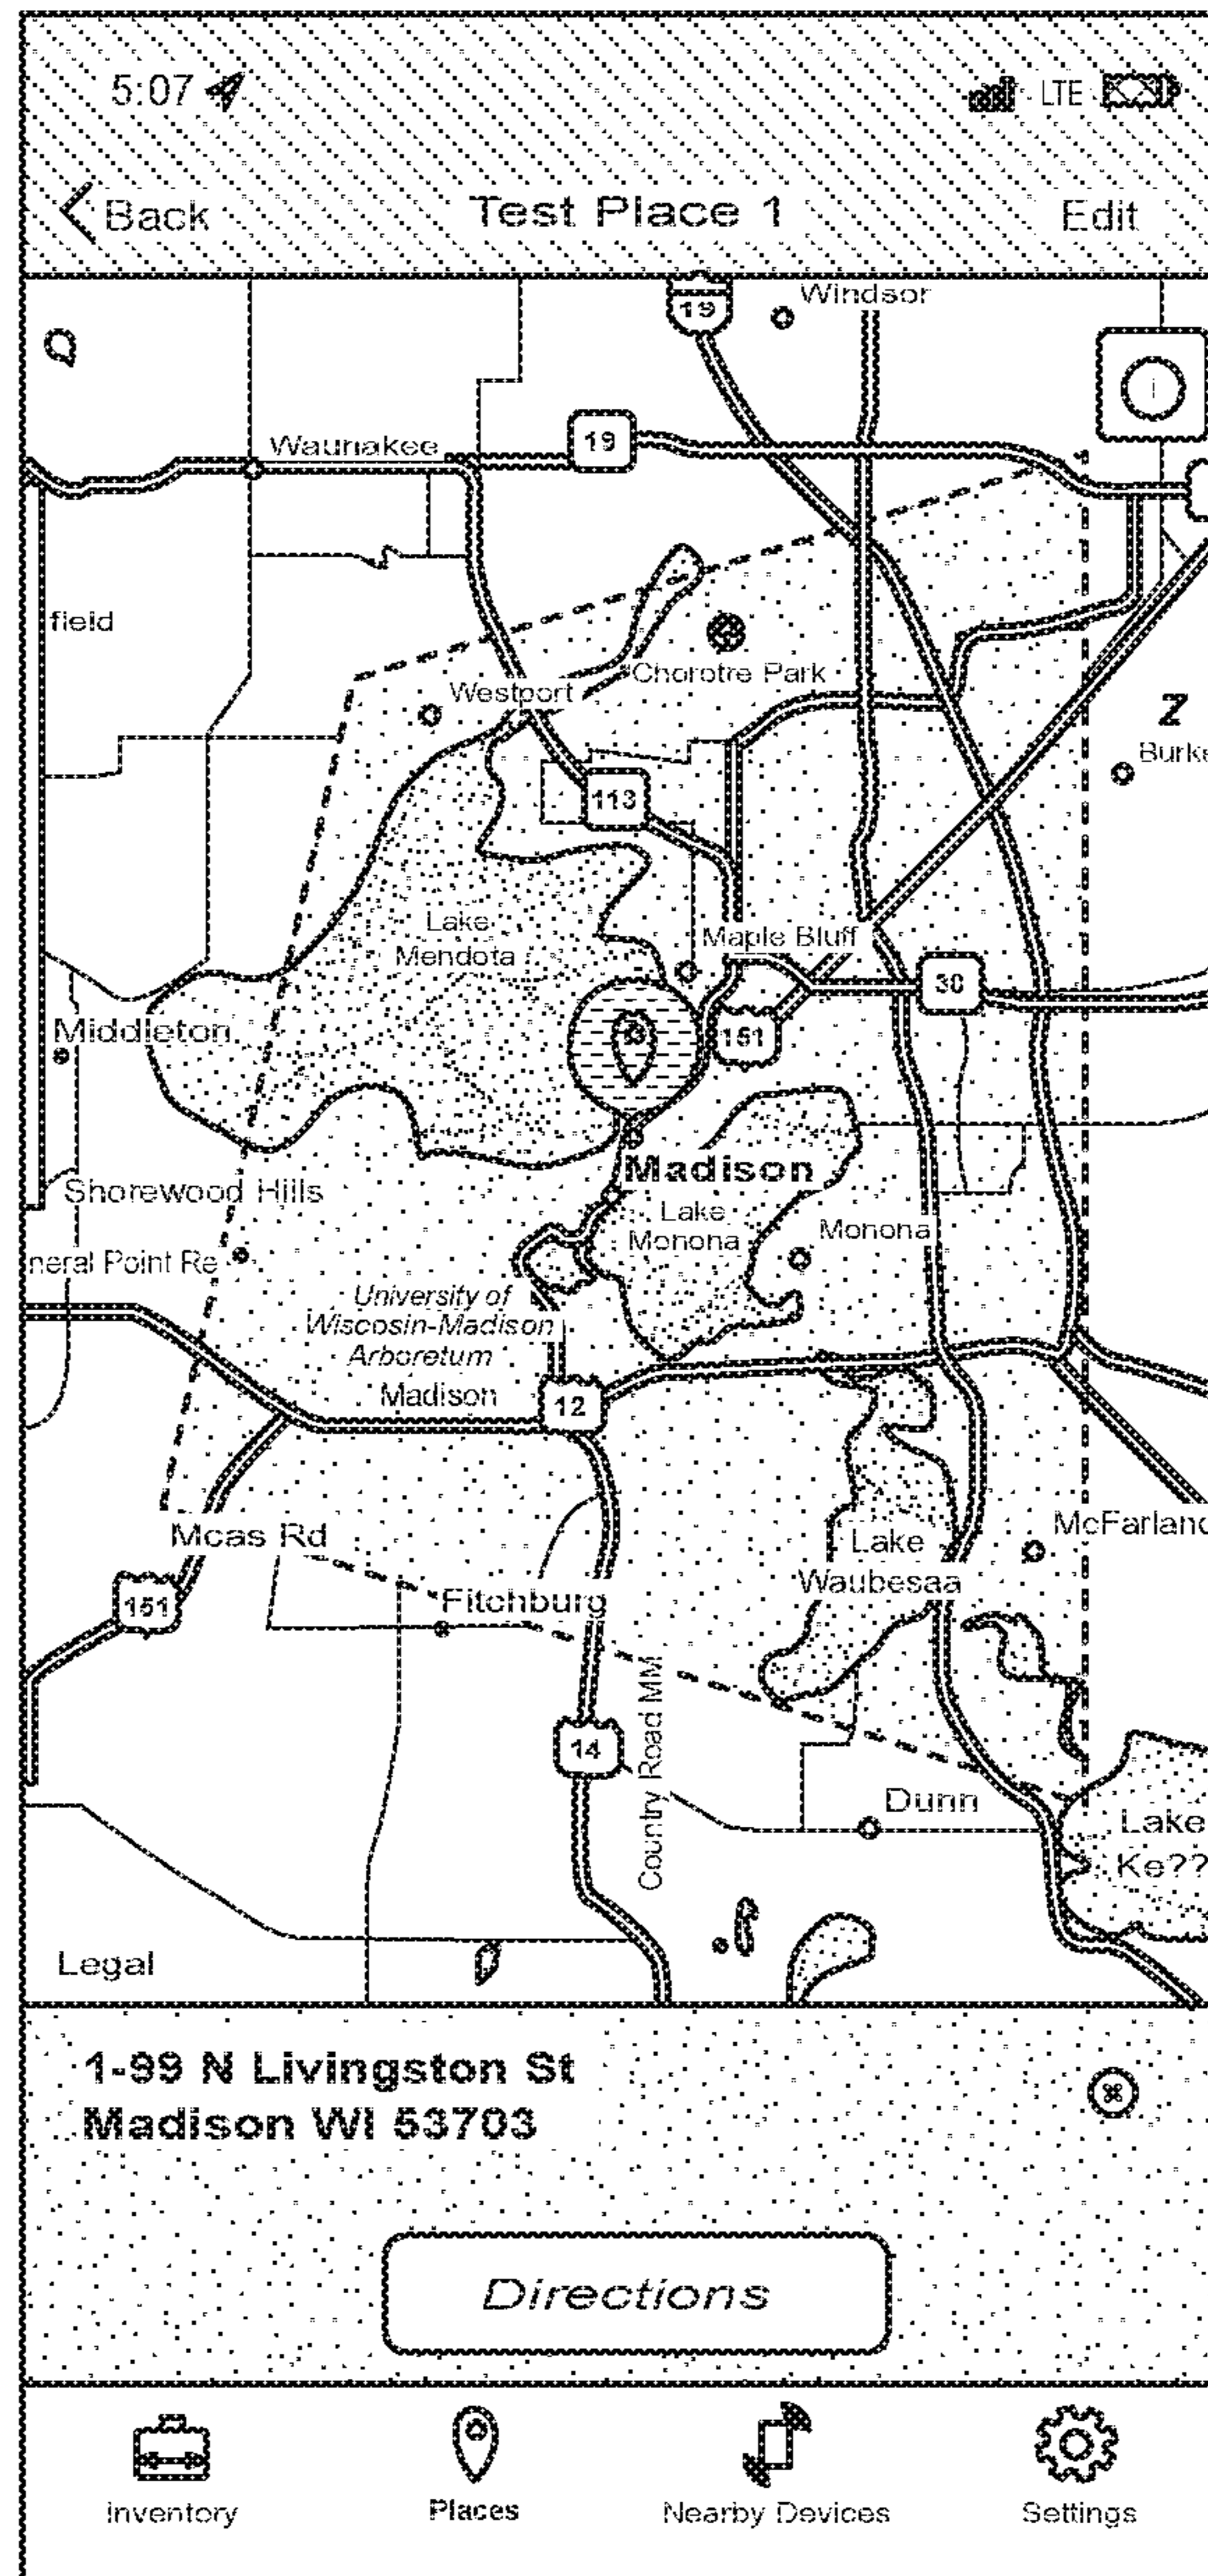 5:07
LTE
Back
Test Place 1
Edit
19
Windsor
i
Waunakee
19
field
Chorotre Park
Westport
Z
Burke
113
Lake
Mendota
Maple Bluff
30
Middleton
151
Madison
Shorewood Hills
Lake
Monona
Monona
neral Point Re
University of
Wiscosin-Madison
Arboretum
Madison
12
Mcas Rd
McFarland
Lake
Waubesaa
151
Fitchburg
Country Road MM
14
Dunn
Lake
Ke??
Legal
1-99 N Livingston St
Madison WI 53703
Directions
Inventory
Places
Nearby Devices
Settings